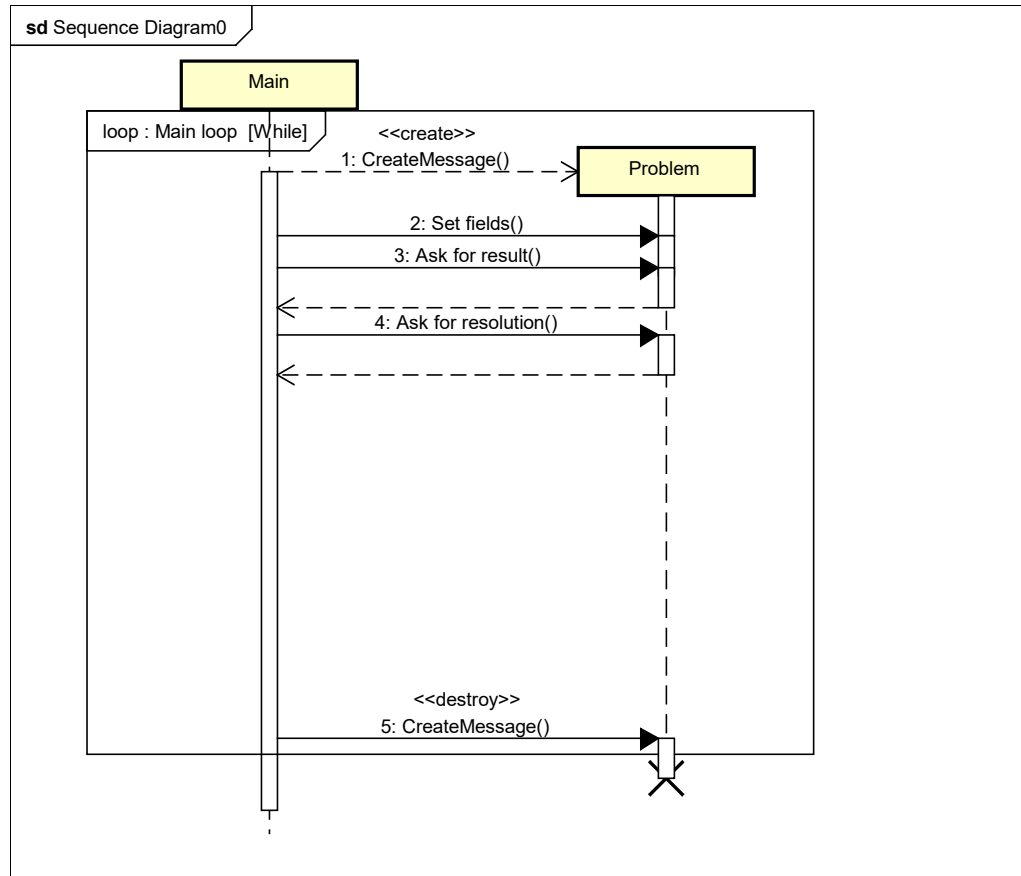 sd Sequence Diagram0
Main
loop : Main loop [While]
<<create>>
1: CreateMessage()
Problem
2: Set fields()
3: Ask for result()
4: Ask for resolution()
<<destroy>>
5: CreateMessage()